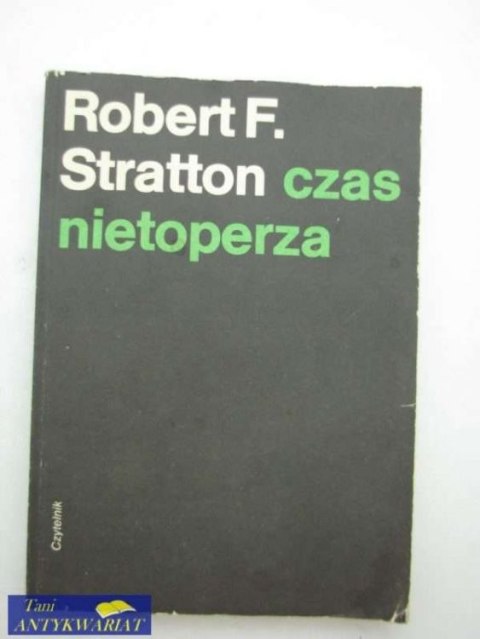 Robert F.
Stratton czas
nietoperza
Czytelnik
Tani
ANTYKWARIAT